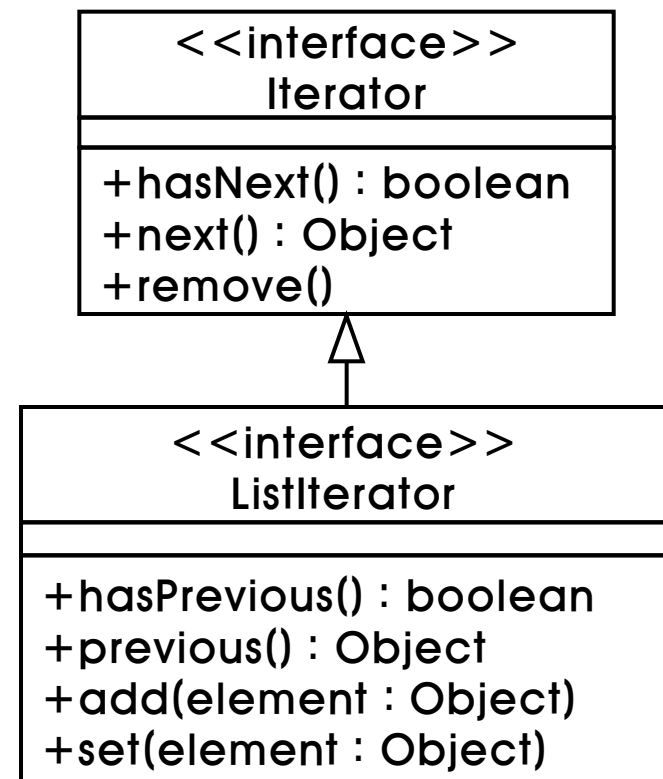 <<interface>>
Iterator
+hasNext() : boolean
+next() : Object
+remove()
<<interface>>
ListIterator
+hasPrevious() : boolean
+previous() : Object
+add(element : Object)
+set(element : Object)